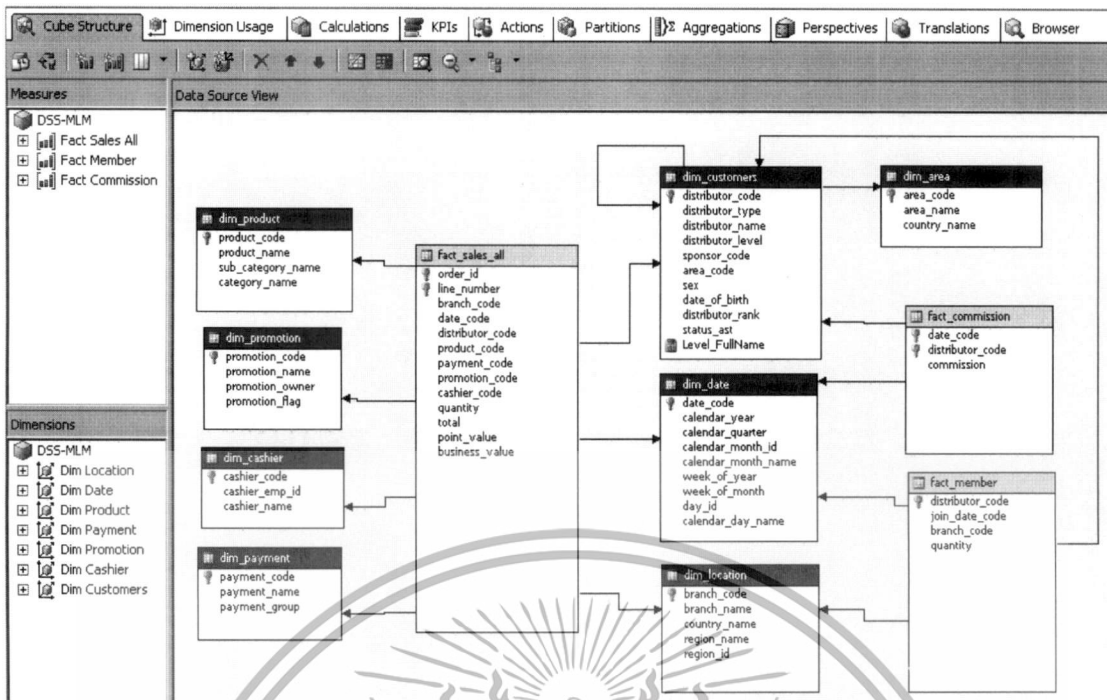 Cube Structure Dimension Usage Calculations KPIs Actions Partitions Aggregations Perspectives Translations Browser
Measures
DSS-MLM
Fact Sales All
Fact Member
Fact Commission
Dimensions
DSS-MLM
Dim Location
Dim Date
Dim Product
Dim Payment
Dim Promotion
Dim Cashier
Dim Customers
Data Source View
dim_product
product_code
product_name
sub_category_name
category_name
dim_promotion
promotion_code
promotion_name
promotion_owner
promotion_flag
dim_cashier
cashier_code
cashier_emp_id
cashier_name
dim_payment
payment_code
payment_name
payment_group
fact_sales_all
order_id
line_number
branch_code
date_code
distributor_code
product_code
payment_code
promotion_code
cashier_code
quantity
total
point_value
business_value
dim_customers
distributor_code
distributor_type
distributor_name
distributor_level
sponsor_code
area_code
sex
date_of_birth
distributor_rank
status_ast
Level_FullName
dim_date
date_code
calendar_year
calendar_quarter
calendar_month_id
calendar_month_name
week_of_year
week_of_month
day_id
calendar_day_name
dim_location
branch_code
branch_name
country_name
region_name
region_id
dim_area
area_code
area_name
country_name
fact_commission
date_code
distributor_code
commission
fact_member
distributor_code
join_date_code
branch_code
quantity